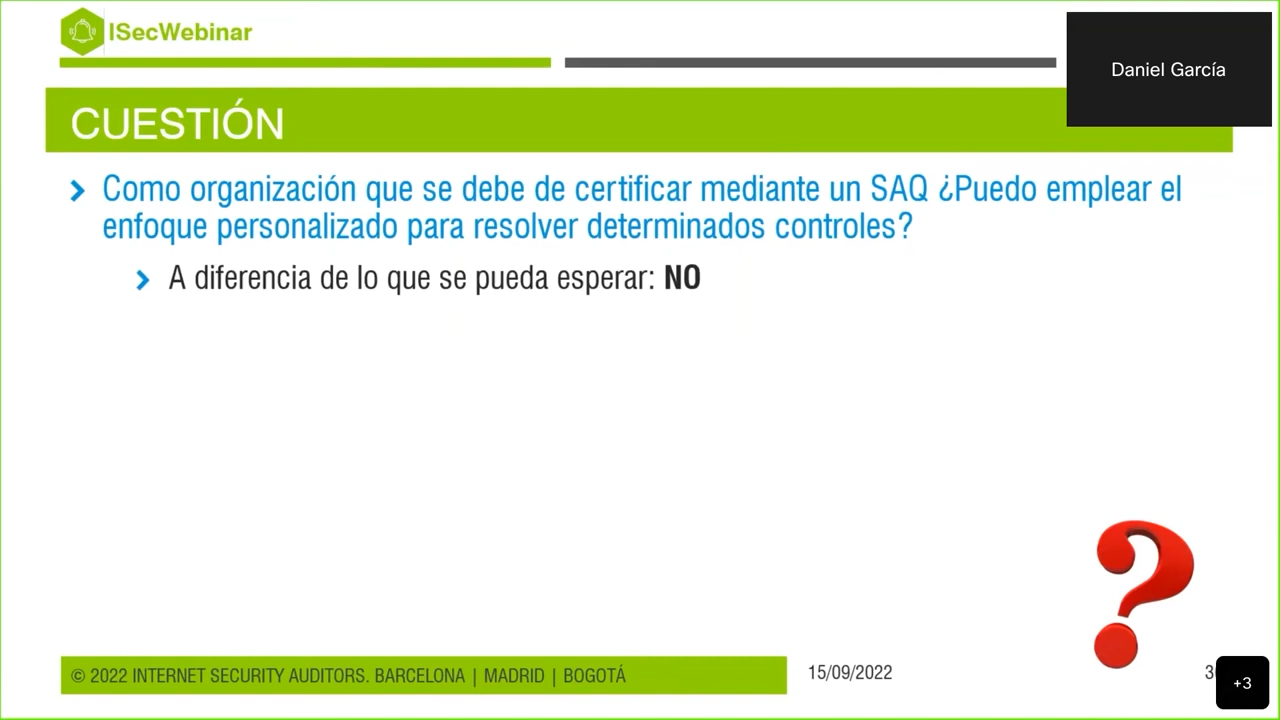 ISecWebinar
Daniel García
CUESTIÓN
Como organización que se debe de certificar mediante un SAQ ¿Puedo emplear el
enfoque personalizado para resolver determinados controles?
A diferencia de lo que se pueda esperar: NO
© 2022 INTERNET SECURITY AUDITORS. BARCELONA | MADRID | BOGOTÁ
15/09/2022
+3